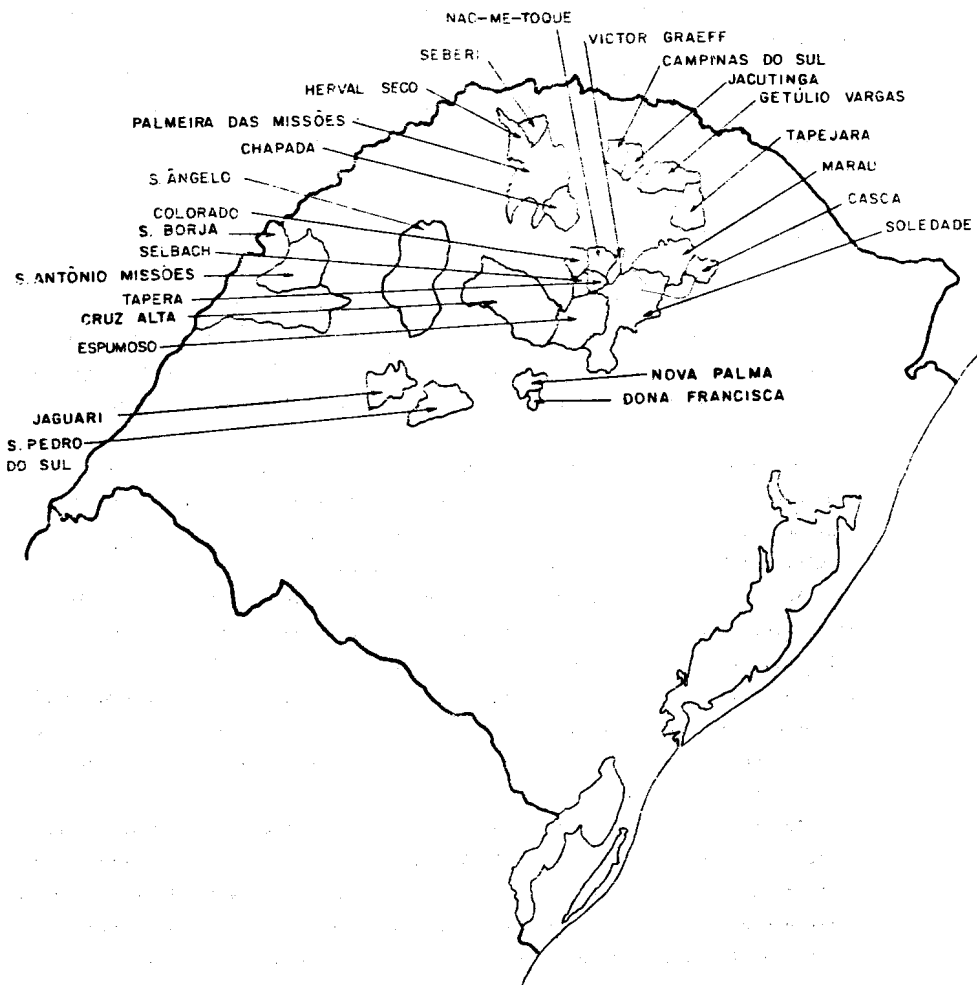 NAO-ME-TOQUE
VICTOR GRAEFF
SEBERI
CAMPINAS DO SUL
JACUTINGA
HERVAL SECO
GETÚLIO VARGAS
PALMEIRA DAS MISSÕES
TAPEJARA
CHAPADA
MARAU
S. ÂNGELO
CASCA
COLORADO
S. BORJA
SOLEDADE
SELBACH
S. ANTÔNIO MISSÕES
TAPERA
CRUZ ALTA
ESPUMOSO
NOVA PALMA
DONA FRANCISCA
JAGUARI
S. PEDRO
DO SUL